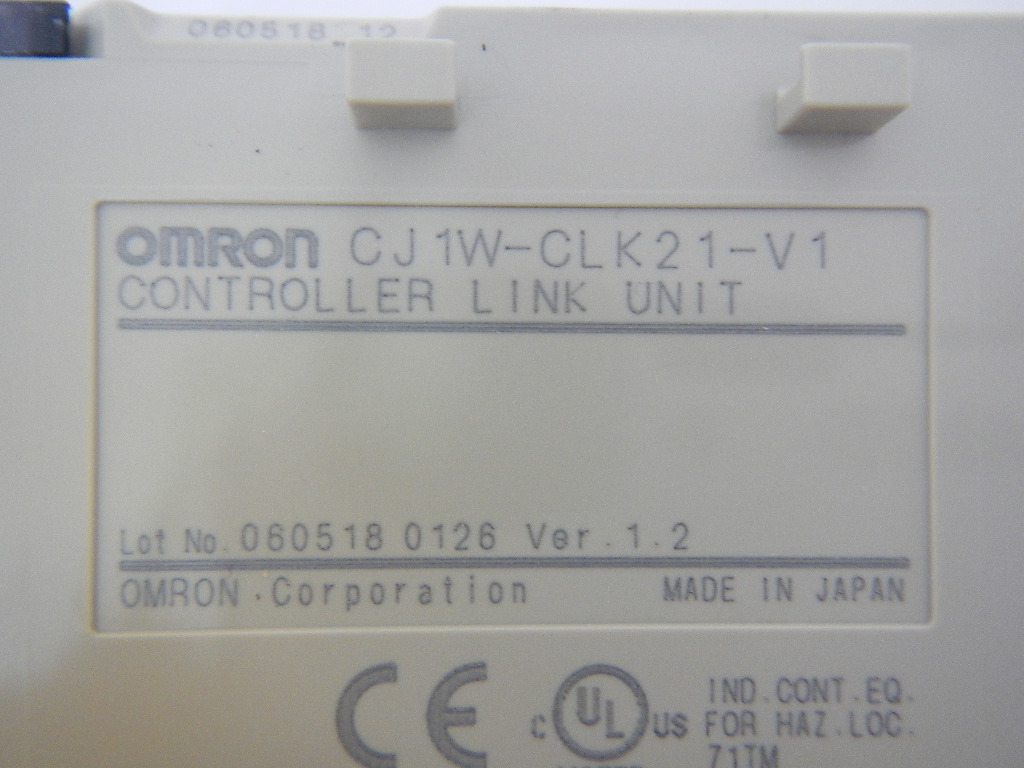 060518_12
OMRON CJ1W-CLK21-V1
CONTROLLER LINK UNIT
Lot No. 060518 0126 Ver.1.2
OMRON Corporation MADE IN JAPAN
CE
C UL US IND.CONT.EQ.
FOR HAZ.LOC.
71TM